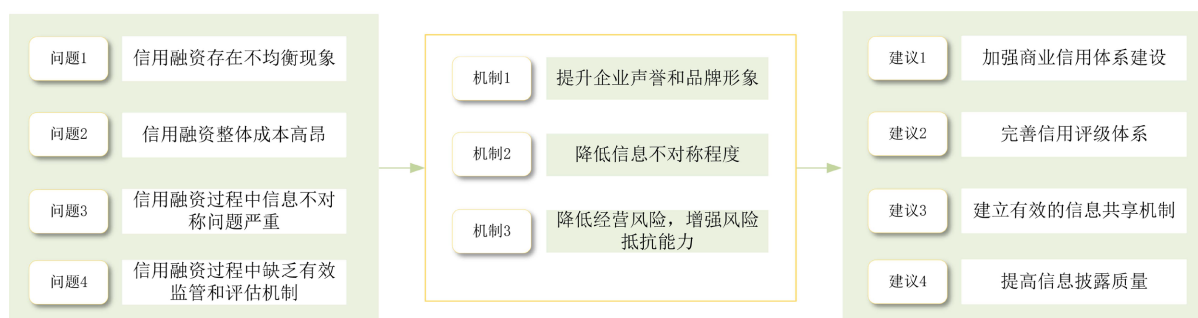 问题1
信用融资存在不均衡现象
问题2
信用融资整体成本高昂
问题3
信用融资过程中信息不对
称问题严重
问题4
信用融资过程中缺乏有效
监管和评估机制
机制1
提升企业声誉和品牌形象
机制2
降低信息不对称程度
机制3
降低经营风险，增强风险
抵抗能力
建议1
加强商业信用体系建设
建议2
完善信用评级体系
建议3
建立有效的信息共享机制
建议4
提高信息披露质量